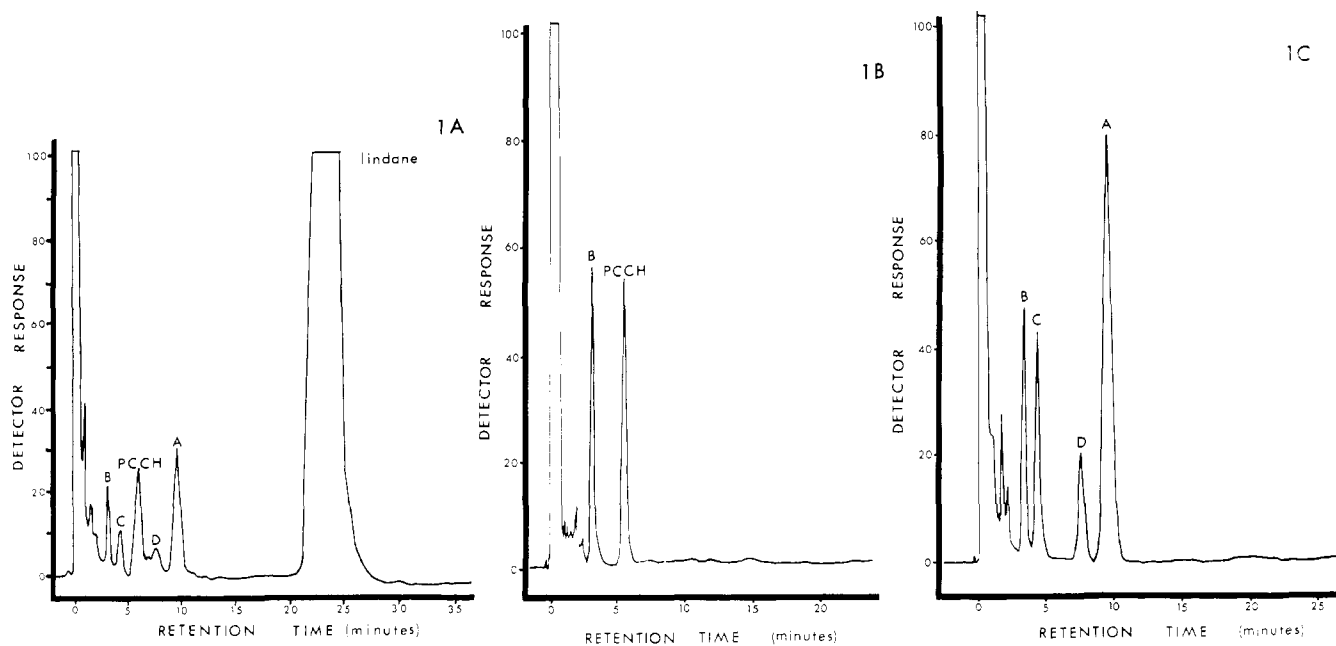 1A
100
80
60
40
20
0
DETECTOR RESPONSE
B
C
PCCH
D
A
lindane
0 5 10 15 20 25 30 35
RETENTION TIME (minutes)
1B
100
80
60
40
20
0
DETECTOR RESPONSE
B
PCCH
0 5 10 15 20
RETENTION TIME (minutes)
1C
100
80
60
40
20
0
DETECTOR RESPONSE
B
C
D
A
0 5 10 15 20 25
RETENTION TIME (minutes)